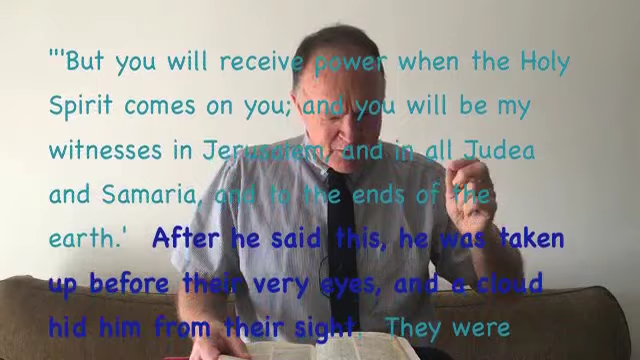 "'But you will receive power when the Holy
Spirit comes on you; and you will be my
witnesses in Jerusalem, and in all Judea
and Samaria, and to the ends of the
earth.'  After he said this, he was taken
up before their very eyes, and a cloud
hid him from their sight.  They were